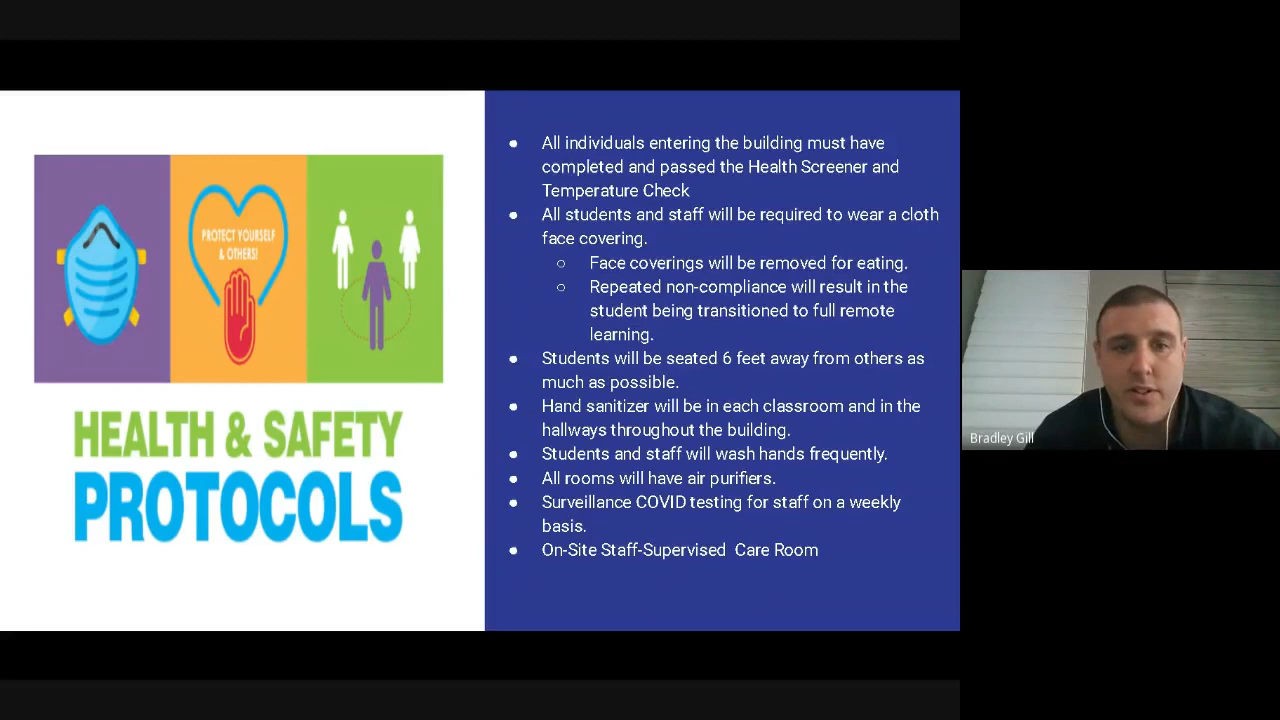 PROTECT YOURSELF
& OTHERS!
HEALTH & SAFETY
PROTOCOLS
● All individuals entering the building must have
completed and passed the Health Screener and
Temperature Check
● All students and staff will be required to wear a cloth
face covering.
○ Face coverings will be removed for eating.
○ Repeated non-compliance will result in the
student being transitioned to full remote
learning.
● Students will be seated 6 feet away from others as
much as possible.
● Hand sanitizer will be in each classroom and in the
hallways throughout the building.
● Students and staff will wash hands frequently.
● All rooms will have air purifiers.
● Surveillance COVID testing for staff on a weekly
basis.
● On-Site Staff-Supervised  Care Room
Bradley Gill